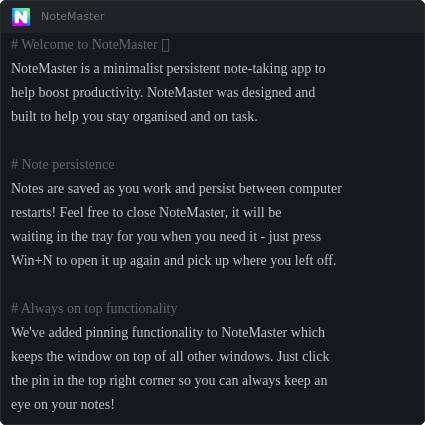 NoteMaster
# Welcome to NoteMaster
NoteMaster is a minimalist persistent note-taking app to
help boost productivity. NoteMaster was designed and
built to help you stay organised and on task.
# Note persistence
Notes are saved as you work and persist between computer
restarts! Feel free to close NoteMaster, it will be
waiting in the tray for you when you need it - just press
Win+N to open it up again and pick up where you left off.
# Always on top functionality
We've added pinning functionality to NoteMaster which
keeps the window on top of all other windows. Just click
the pin in the top right corner so you can always keep an
eye on your notes!